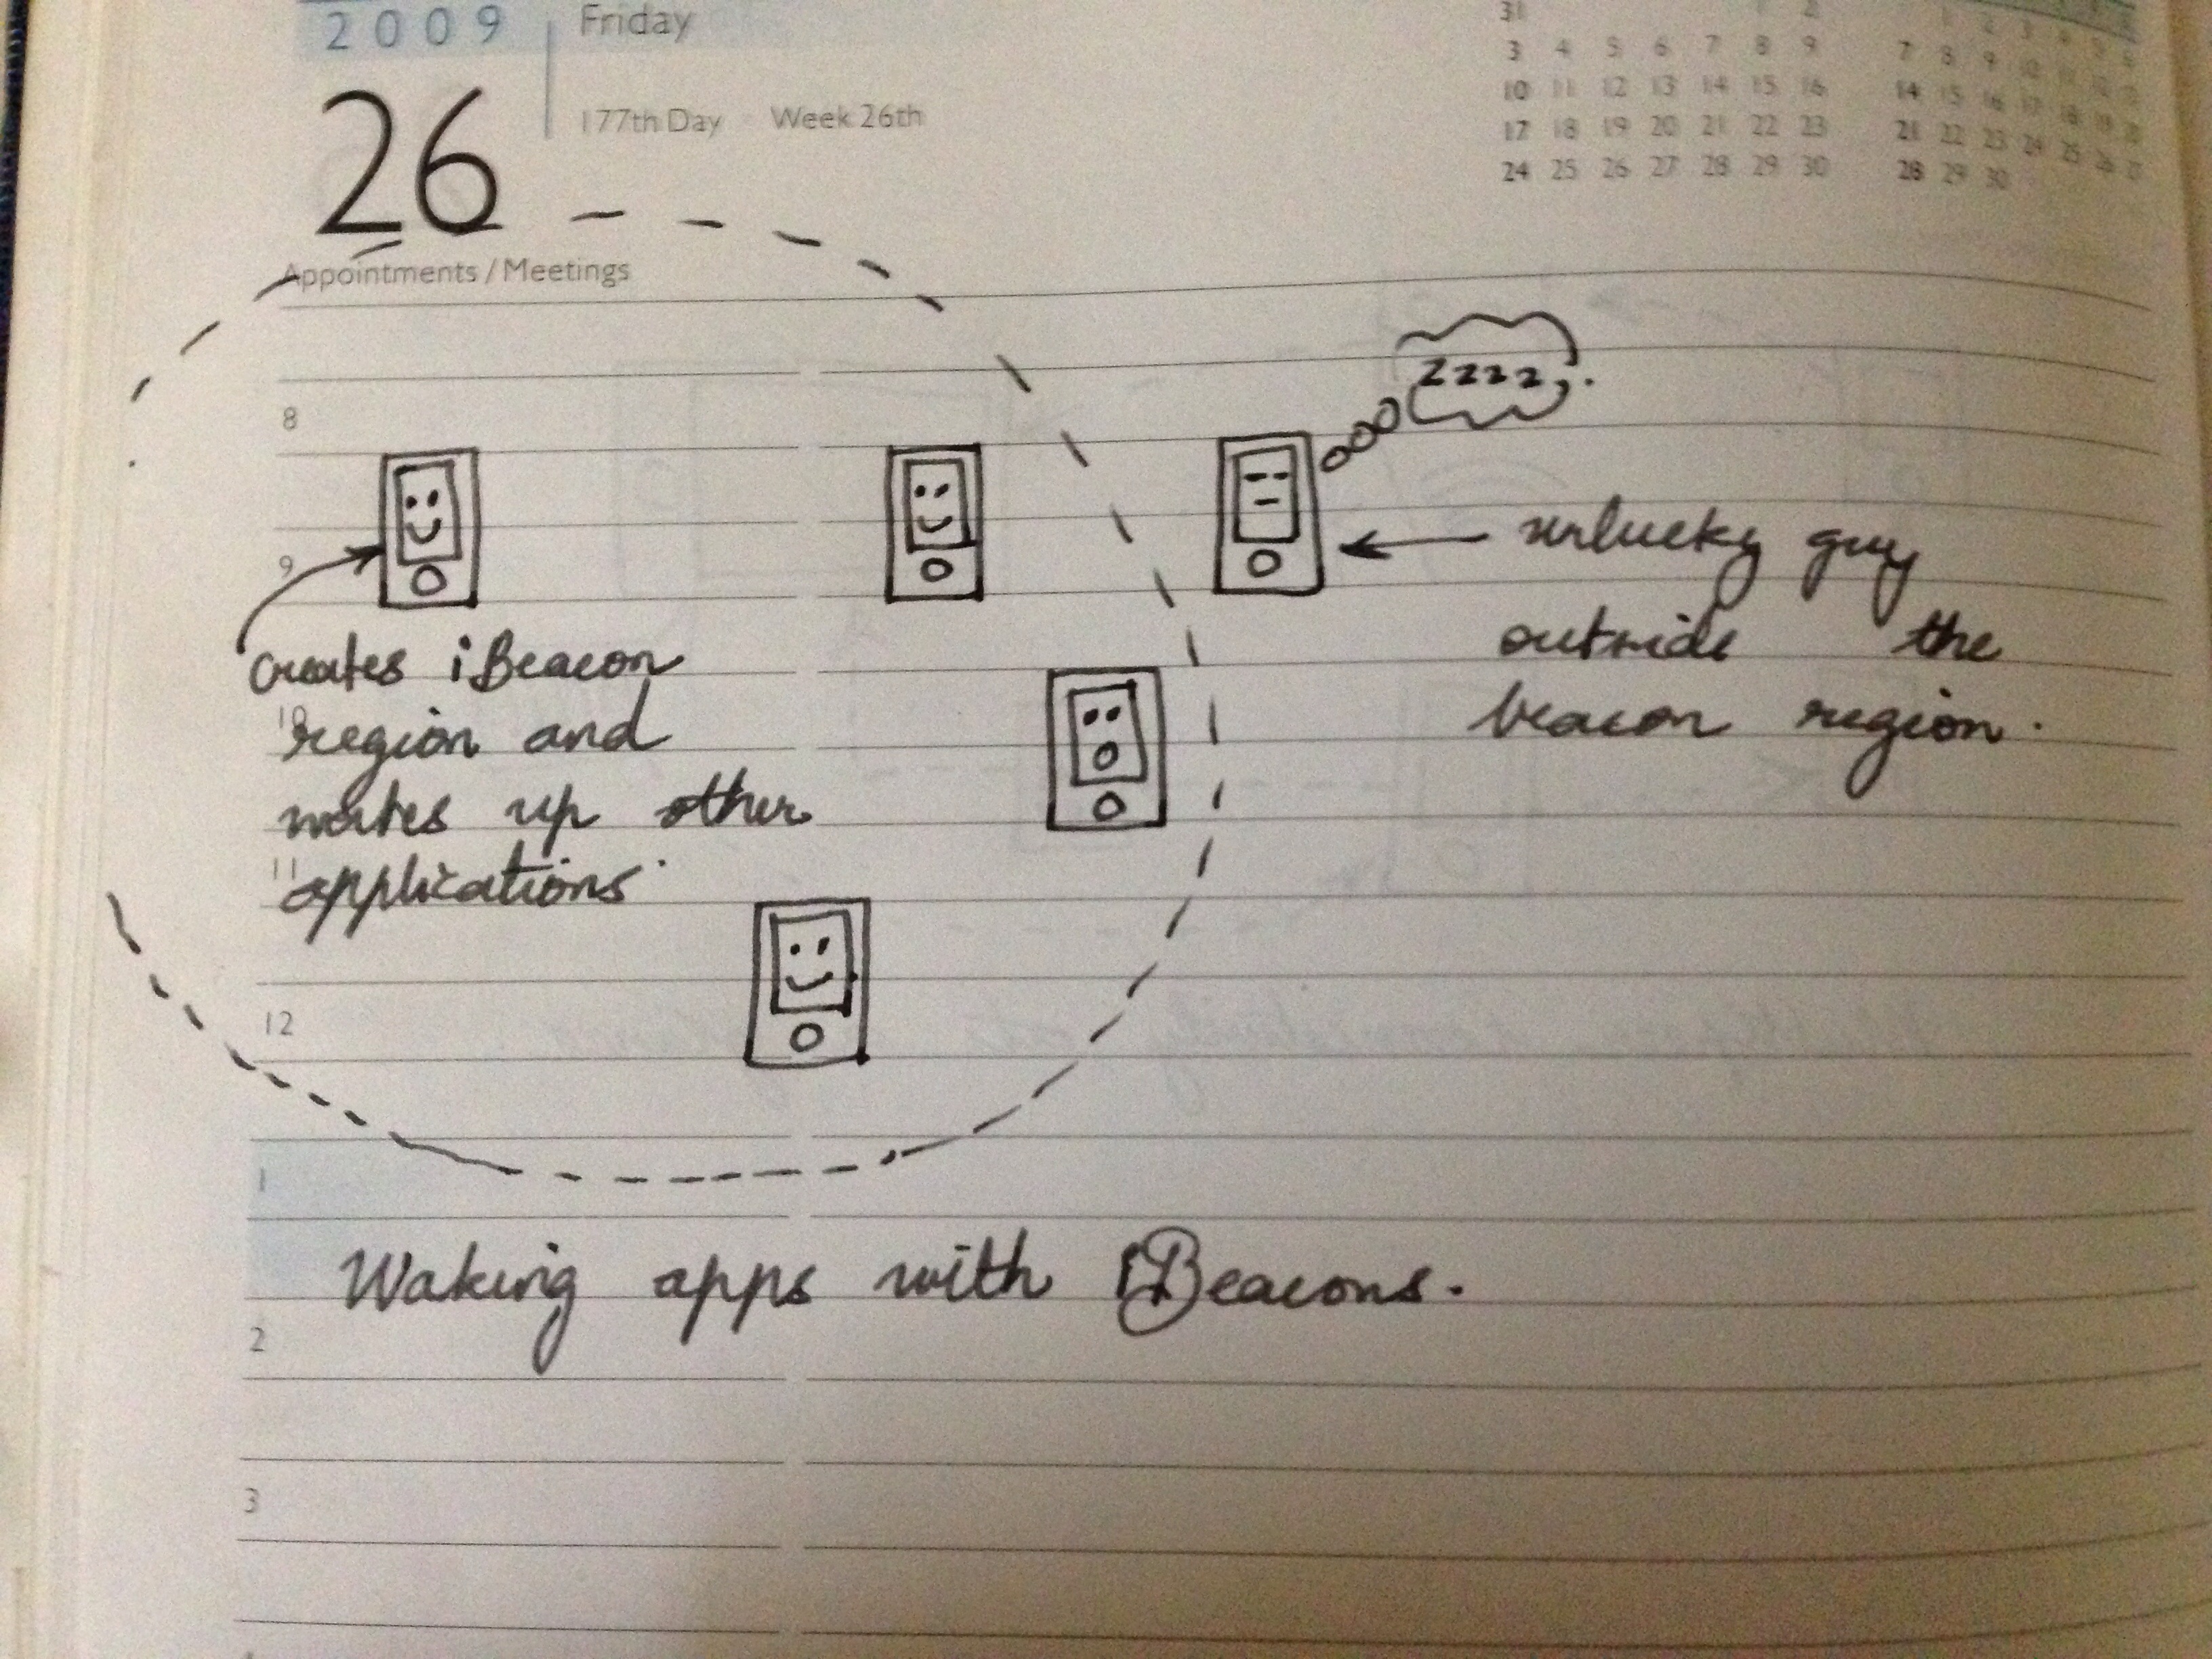 2009 Friday
26 177th Day Week 26th
Appointments / Meetings
31 1 2
3 4 5 6 7 8 9
10 11 12 13 14 15 16
17 18 19 20 21 22 23
24 25 26 27 28 29 30
1 2 3 4 5 6
7 8 9 10 11 12 13
14 15 16 17 18 19 20
21 22 23 24 25 26 27
28 29 30
zzzz..
8
9
unlucky guy
outside the
beacon region.
creates iBeacon
10
region and
wakes up other
11
applications.
12
1
Waking apps with iBeacons.
2
3